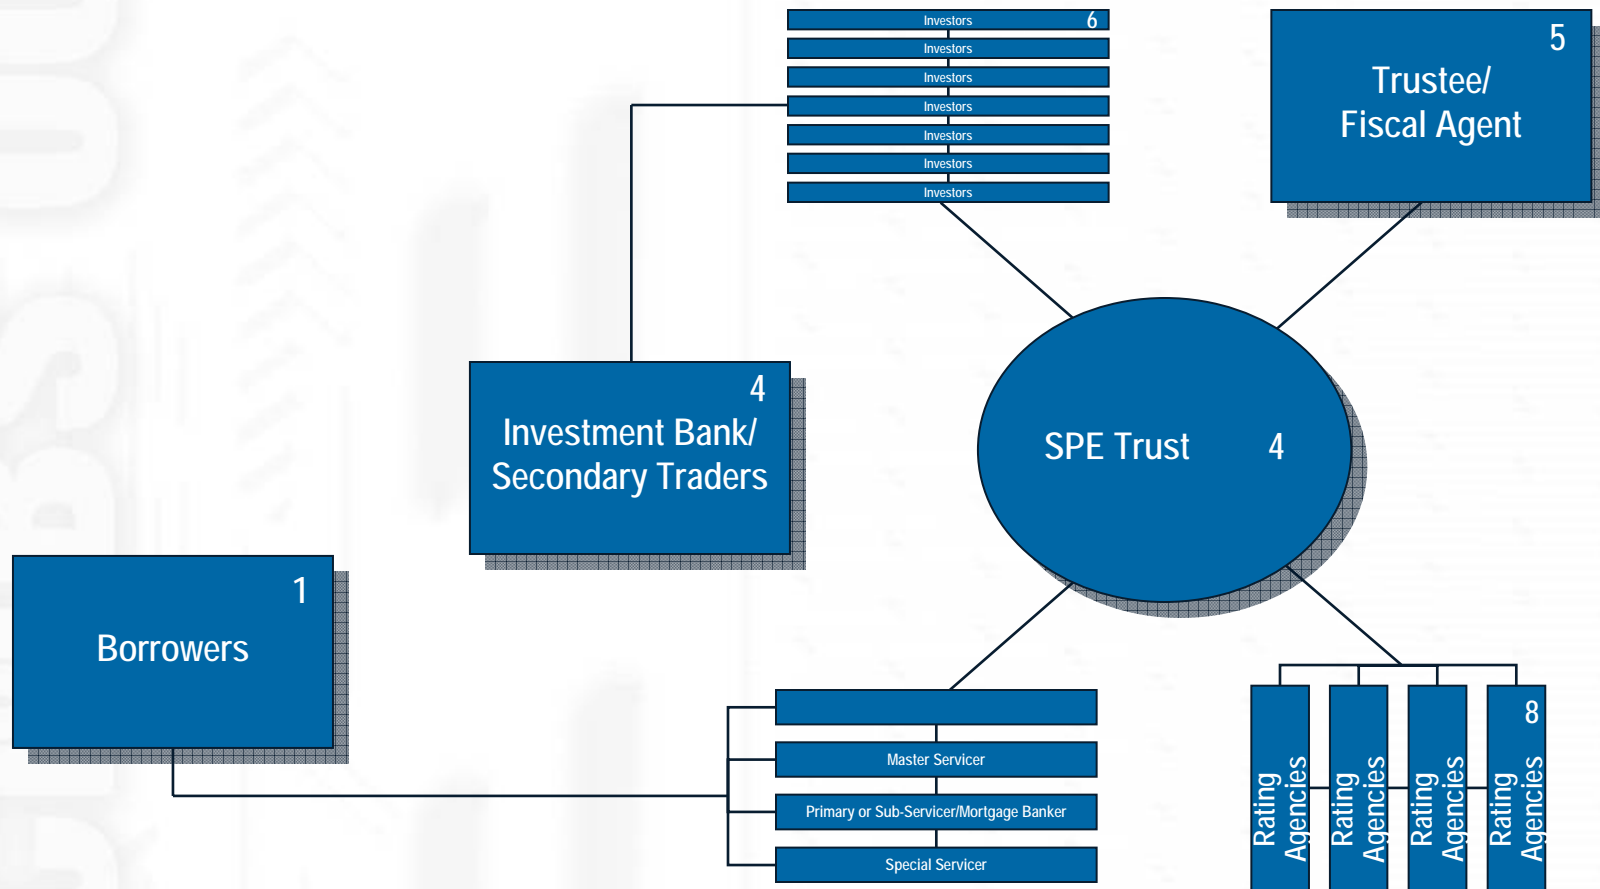 Investors 6
Investors
Investors
Investors
Investors
Investors
Investors
5
Trustee/
Fiscal Agent
4
Investment Bank/
Secondary Traders
SPE Trust 4
1
Borrowers
Master Servicer
Primary or Sub-Servicer/Mortgage Banker
Special Servicer
8
Rating
Agencies
Rating
Agencies
Rating
Agencies
Rating
Agencies